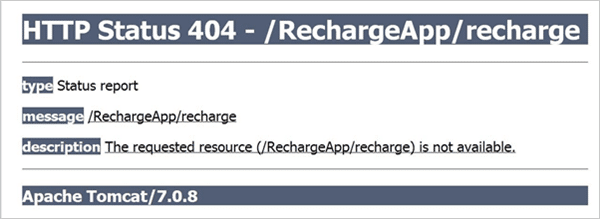 HTTP Status 404 - /RechargeApp/recharge
type Status report
message /RechargeApp/recharge
description The requested resource (/RechargeApp/recharge) is not available.
Apache Tomcat/7.0.8